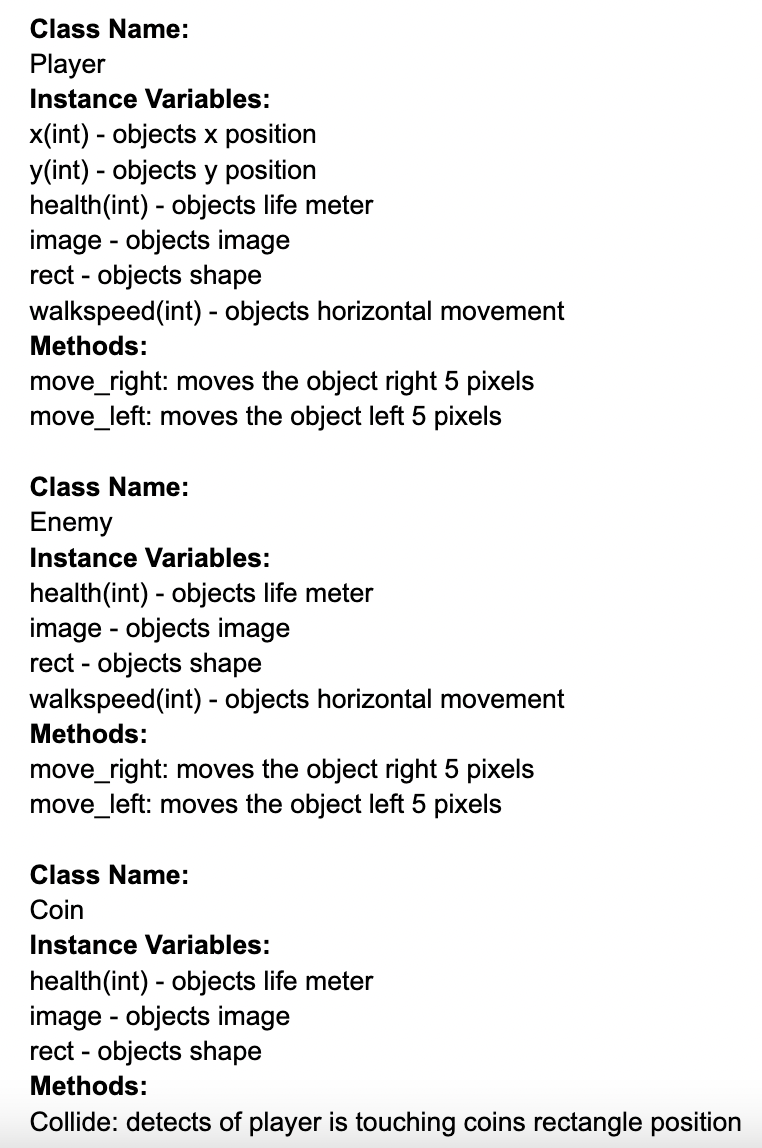 Class Name:
Player
Instance Variables:
x(int) - objects x position
y(int) - objects y position
health(int) - objects life meter
image - objects image
rect - objects shape
walkspeed(int) - objects horizontal movement
Methods:
move_right: moves the object right 5 pixels
move_left: moves the object left 5 pixels
Class Name:
Enemy
Instance Variables:
health(int) - objects life meter
image - objects image
rect - objects shape
walkspeed(int) - objects horizontal movement
Methods:
move_right: moves the object right 5 pixels
move_left: moves the object left 5 pixels
Class Name:
Coin
Instance Variables:
health(int) - objects life meter
image - objects image
rect - objects shape
Methods:
Collide: detects of player is touching coins rectangle position